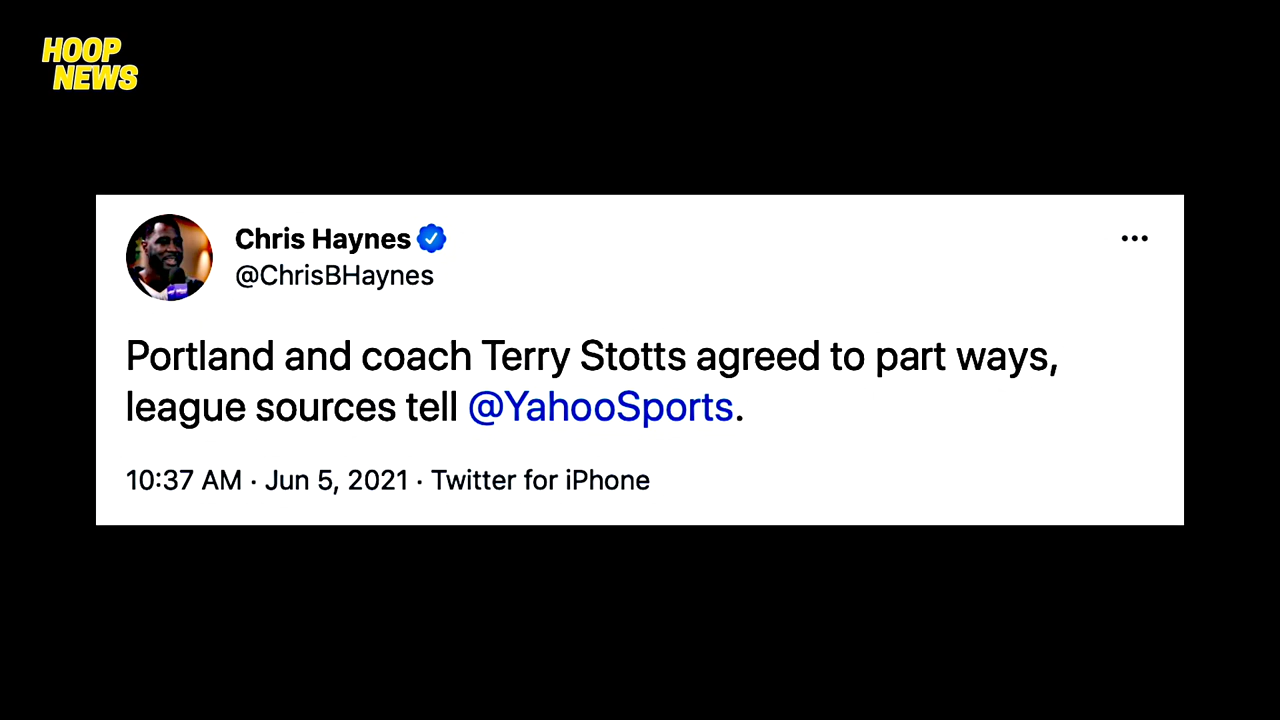 HOOP
NEWS
Chris Haynes
@ChrisBHaynes
Portland and coach Terry Stotts agreed to part ways,
league sources tell @YahooSports.
10:37 AM · Jun 5, 2021 · Twitter for iPhone